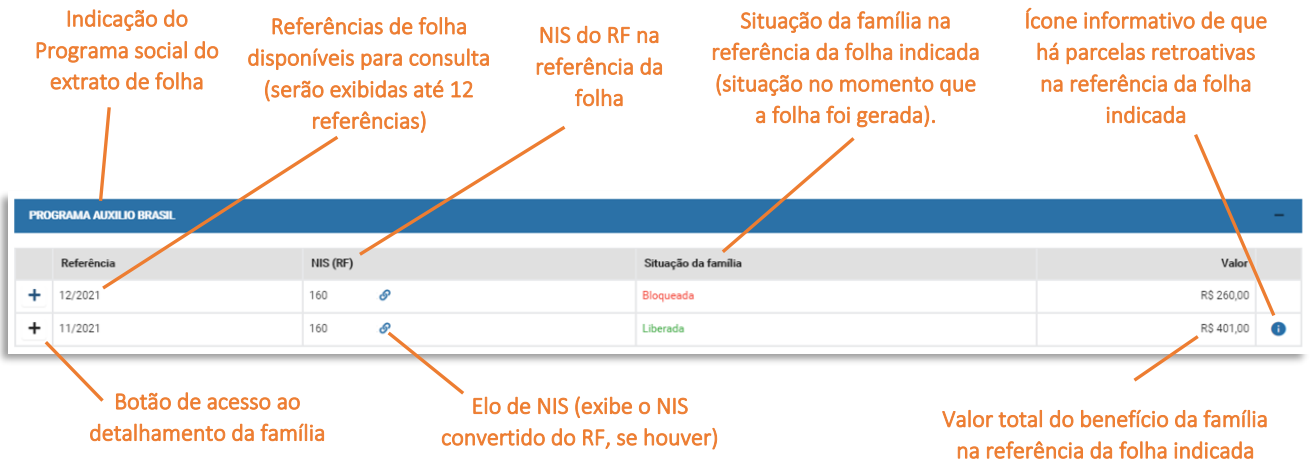 Indicação do
Programa social do
extrato de folha
Referências de folha
disponíveis para consulta
(serão exibidas até 12
referências)
NIS do RF na
referência da
folha
Situação da família na
referência da folha indicada
(situação no momento que
a folha foi gerada).
Ícone informativo de que
há parcelas retroativas
na referência da folha
indicada
PROGRAMA AUXILIO BRASIL
Referência NIS (RF) Situação da família Valor
12/2021 160 Bloqueada R$ 260,00
11/2021 160 Liberada R$ 401,00
Botão de acesso ao
detalhamento da família
Elo de NIS (exibe o NIS
convertido do RF, se houver)
Valor total do benefício da família
na referência da folha indicada